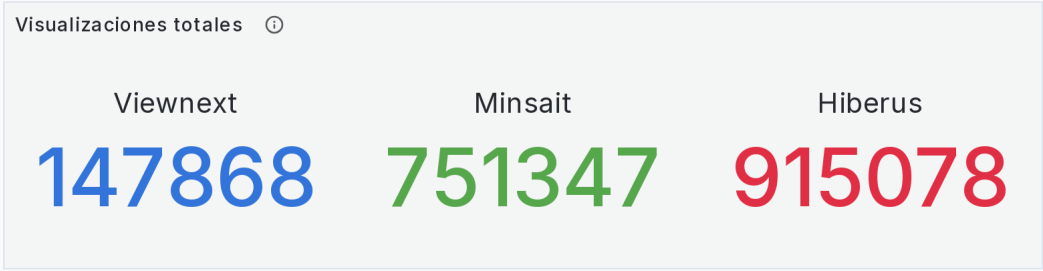 Visualizaciones totales
Viewnext Minsait Hiberus
147868 751347 915078